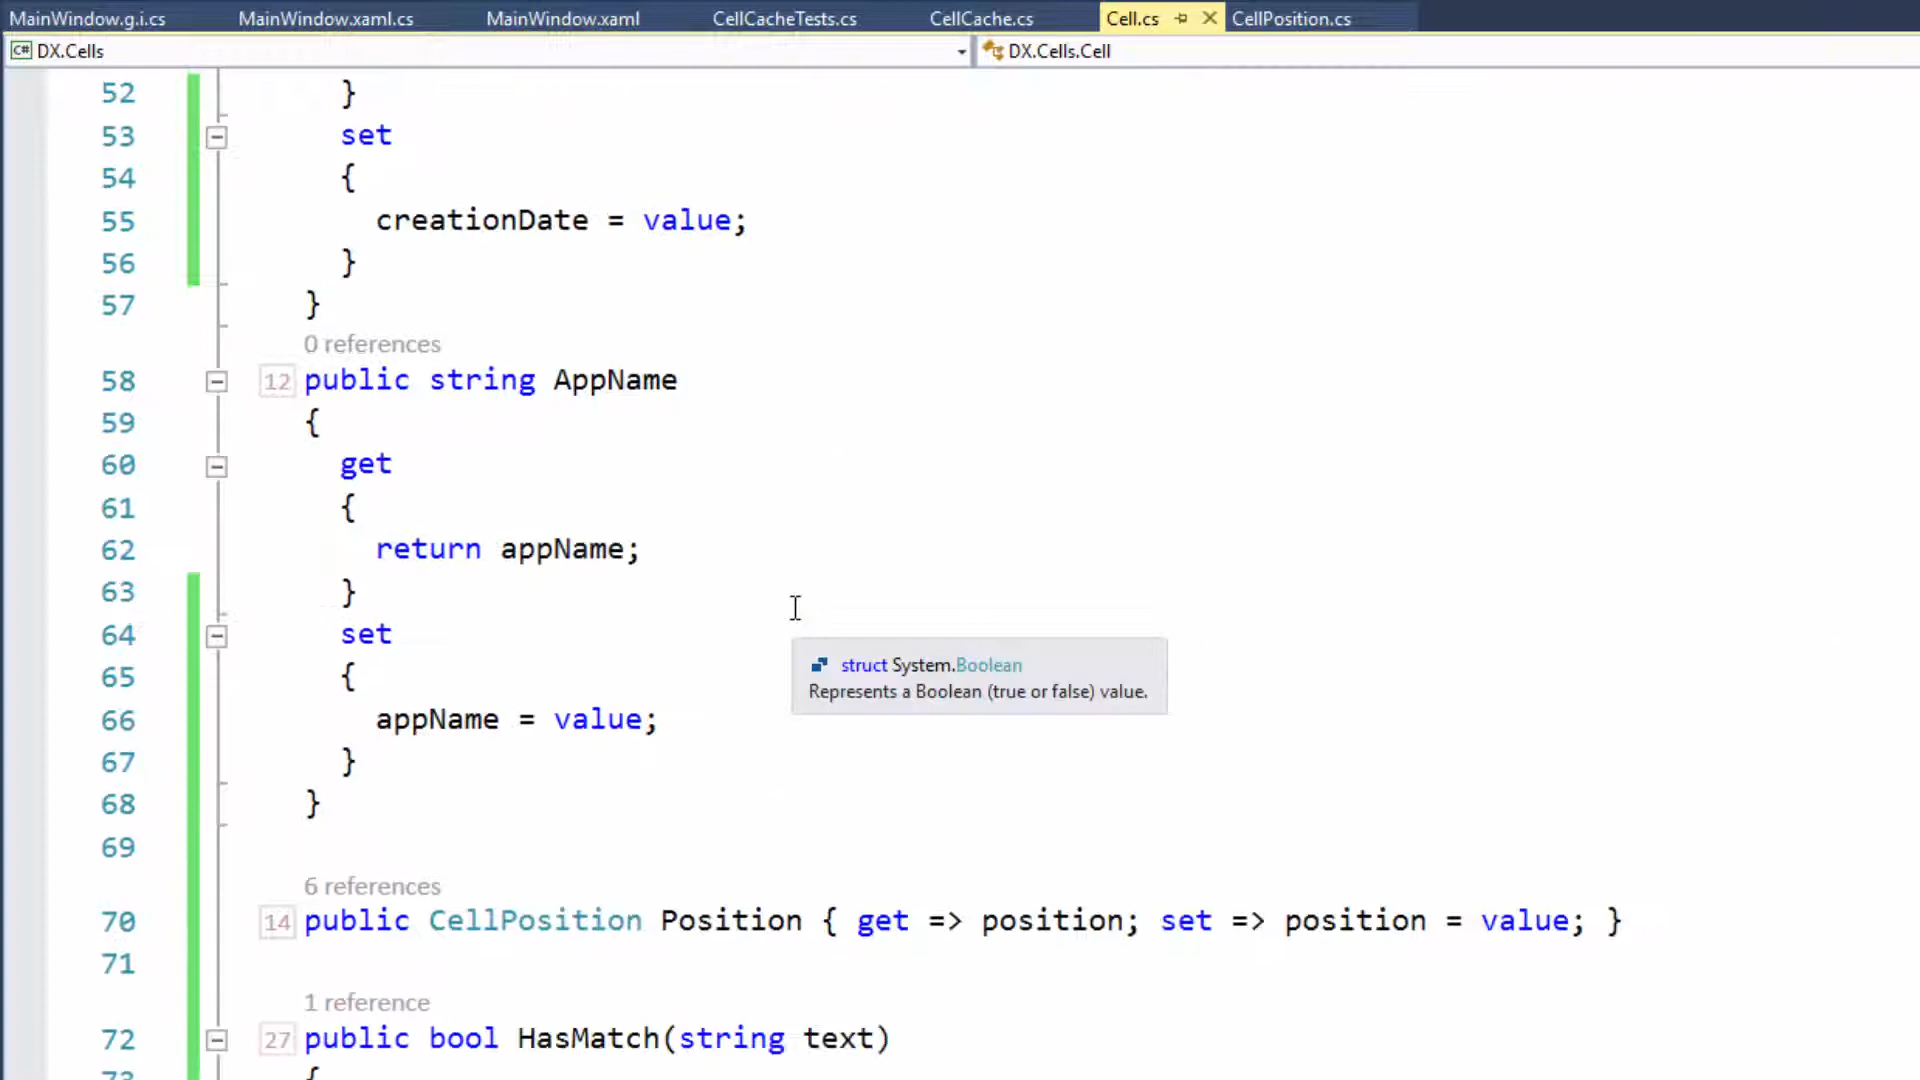 MainWindow.g.i.cs MainWindow.xaml.cs MainWindow.xaml CellCacheTests.cs CellCache.cs Cell.cs CellPosition.cs
C# DX.Cells DX.Cells.Cell
52 }
53 set
54 {
55 creationDate = value;
56 }
57 }
0 references
58 12 public string AppName
59 {
60 get
61 {
62 return appName;
63 }
64 set
65 {
struct System.Boolean
Represents a Boolean (true or false) value.
66 appName = value;
67 }
68 }
69
6 references
70 14 public CellPosition Position { get => position; set => position = value; }
71
1 reference
72 27 public bool HasMatch(string text)
73 {